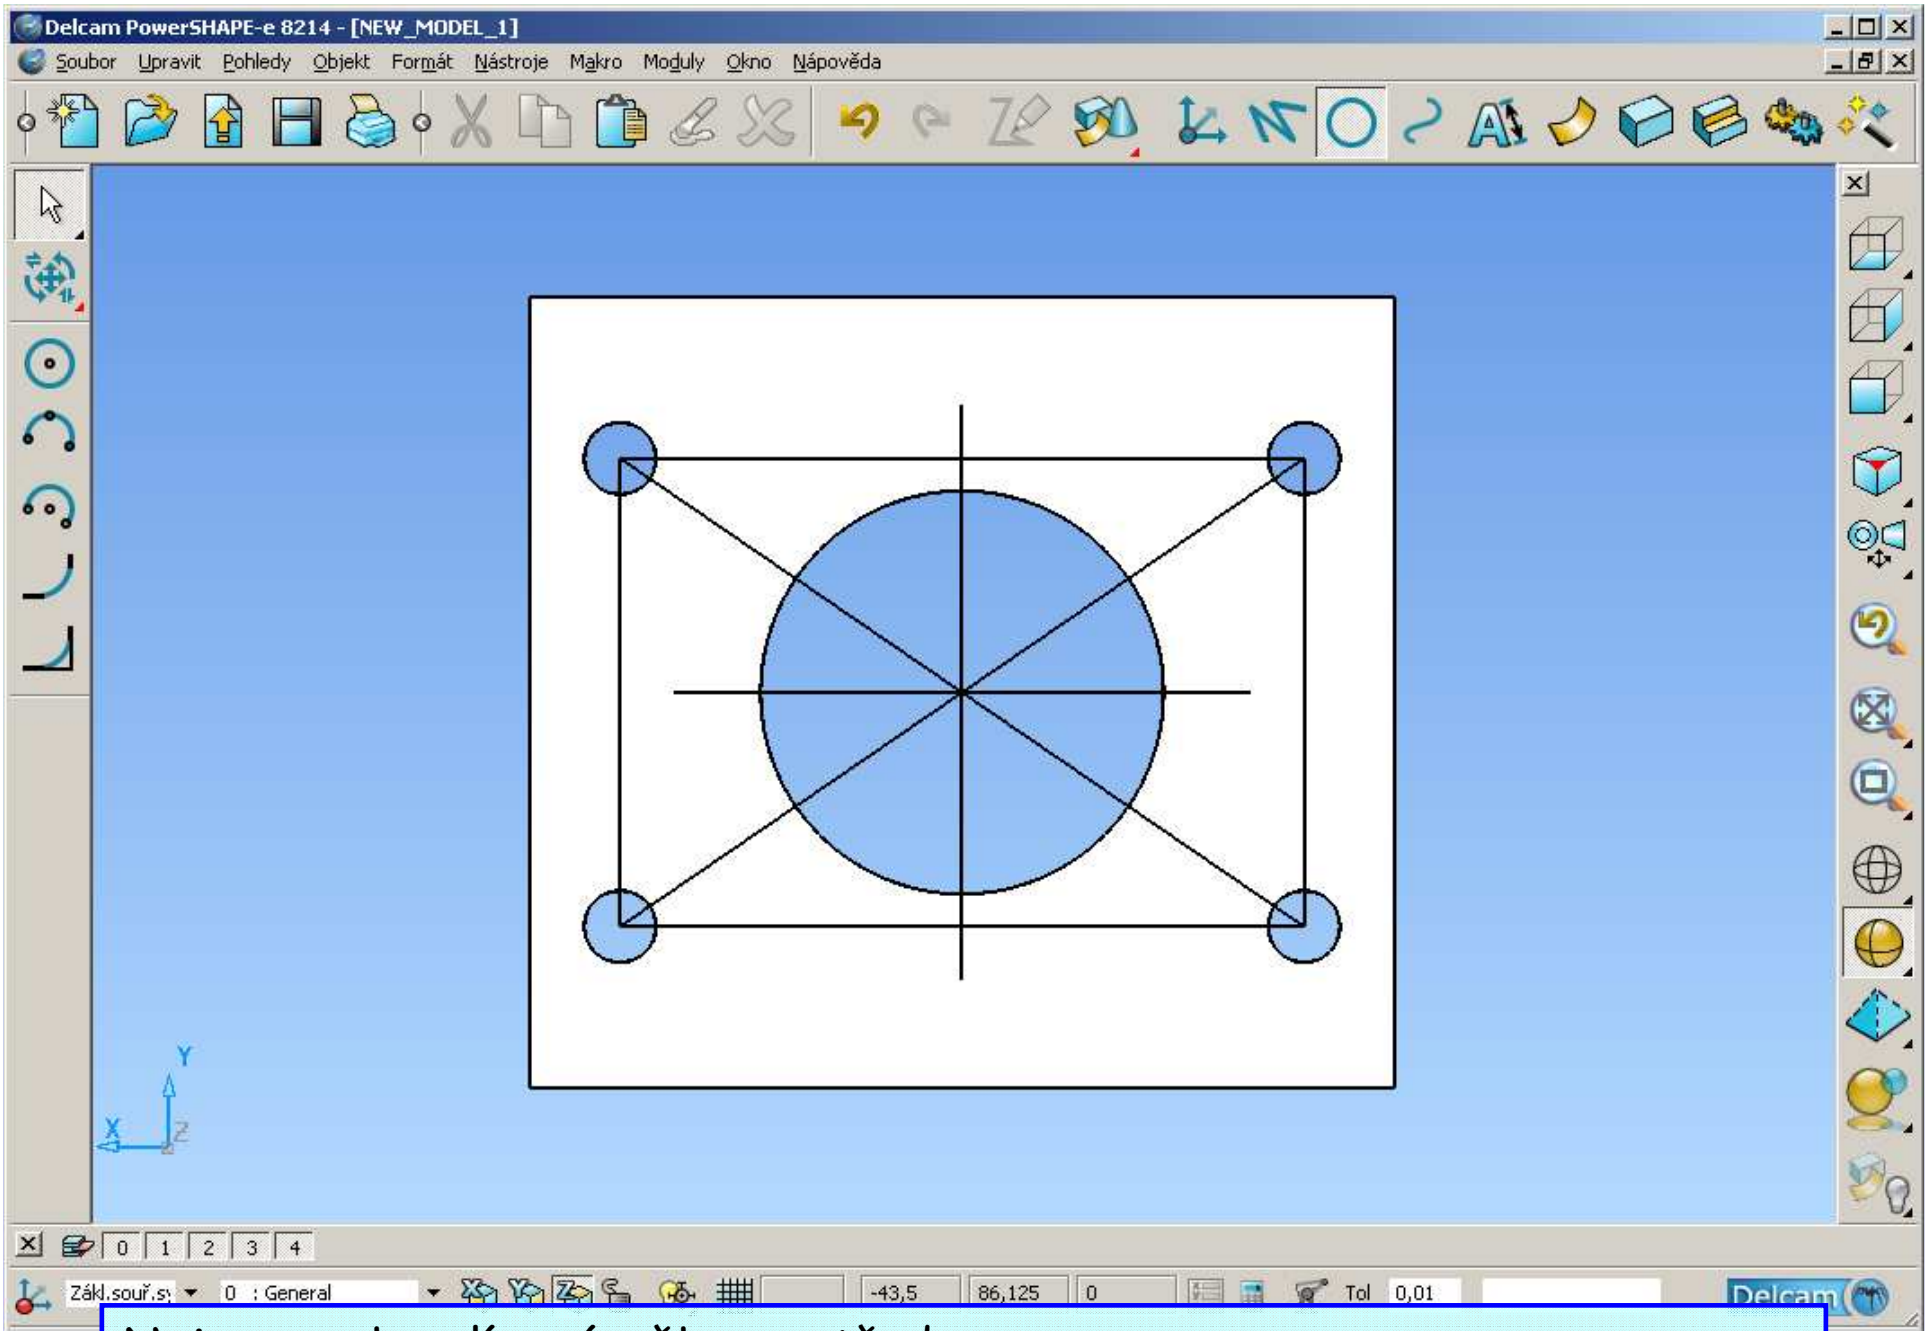 Delcam PowerSHAPE-e 8214 - [NEW_MODEL_1]
Soubor Upravit Pohledy Objekt Formát Nástroje Makro Moduly Okno Nápověda
Y
X
Z
0 1 2 3 4
Zákl.souř.sy 0 : General -43,5 86,125 0 Tol 0,01 Delcam